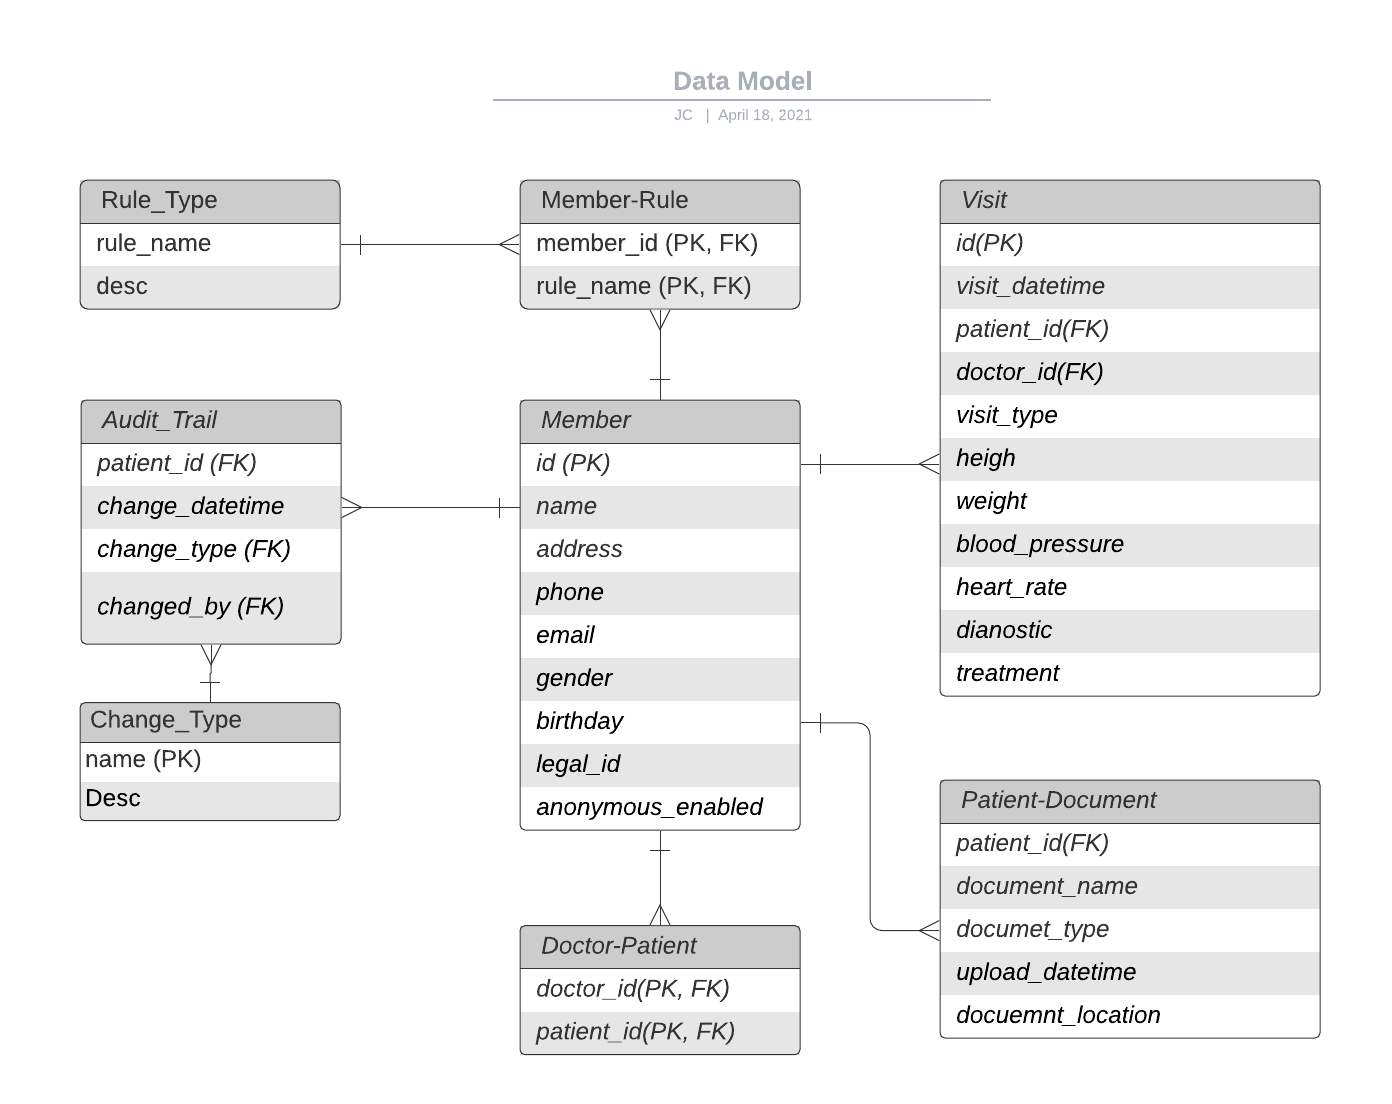 Data Model
JC | April 18, 2021
Rule_Type
rule_name
desc
Member-Rule
member_id (PK, FK)
rule_name (PK, FK)
Visit
id(PK)
visit_datetime
patient_id(FK)
doctor_id(FK)
visit_type
heigh
weight
blood_pressure
heart_rate
dianostic
treatment
Audit_Trail
patient_id (FK)
change_datetime
change_type (FK)
changed_by (FK)
Member
id (PK)
name
address
phone
email
gender
birthday
legal_id
anonymous_enabled
Change_Type
name (PK)
Desc
Patient-Document
patient_id(FK)
document_name
documet_type
upload_datetime
docuemnt_location
Doctor-Patient
doctor_id(PK, FK)
patient_id(PK, FK)